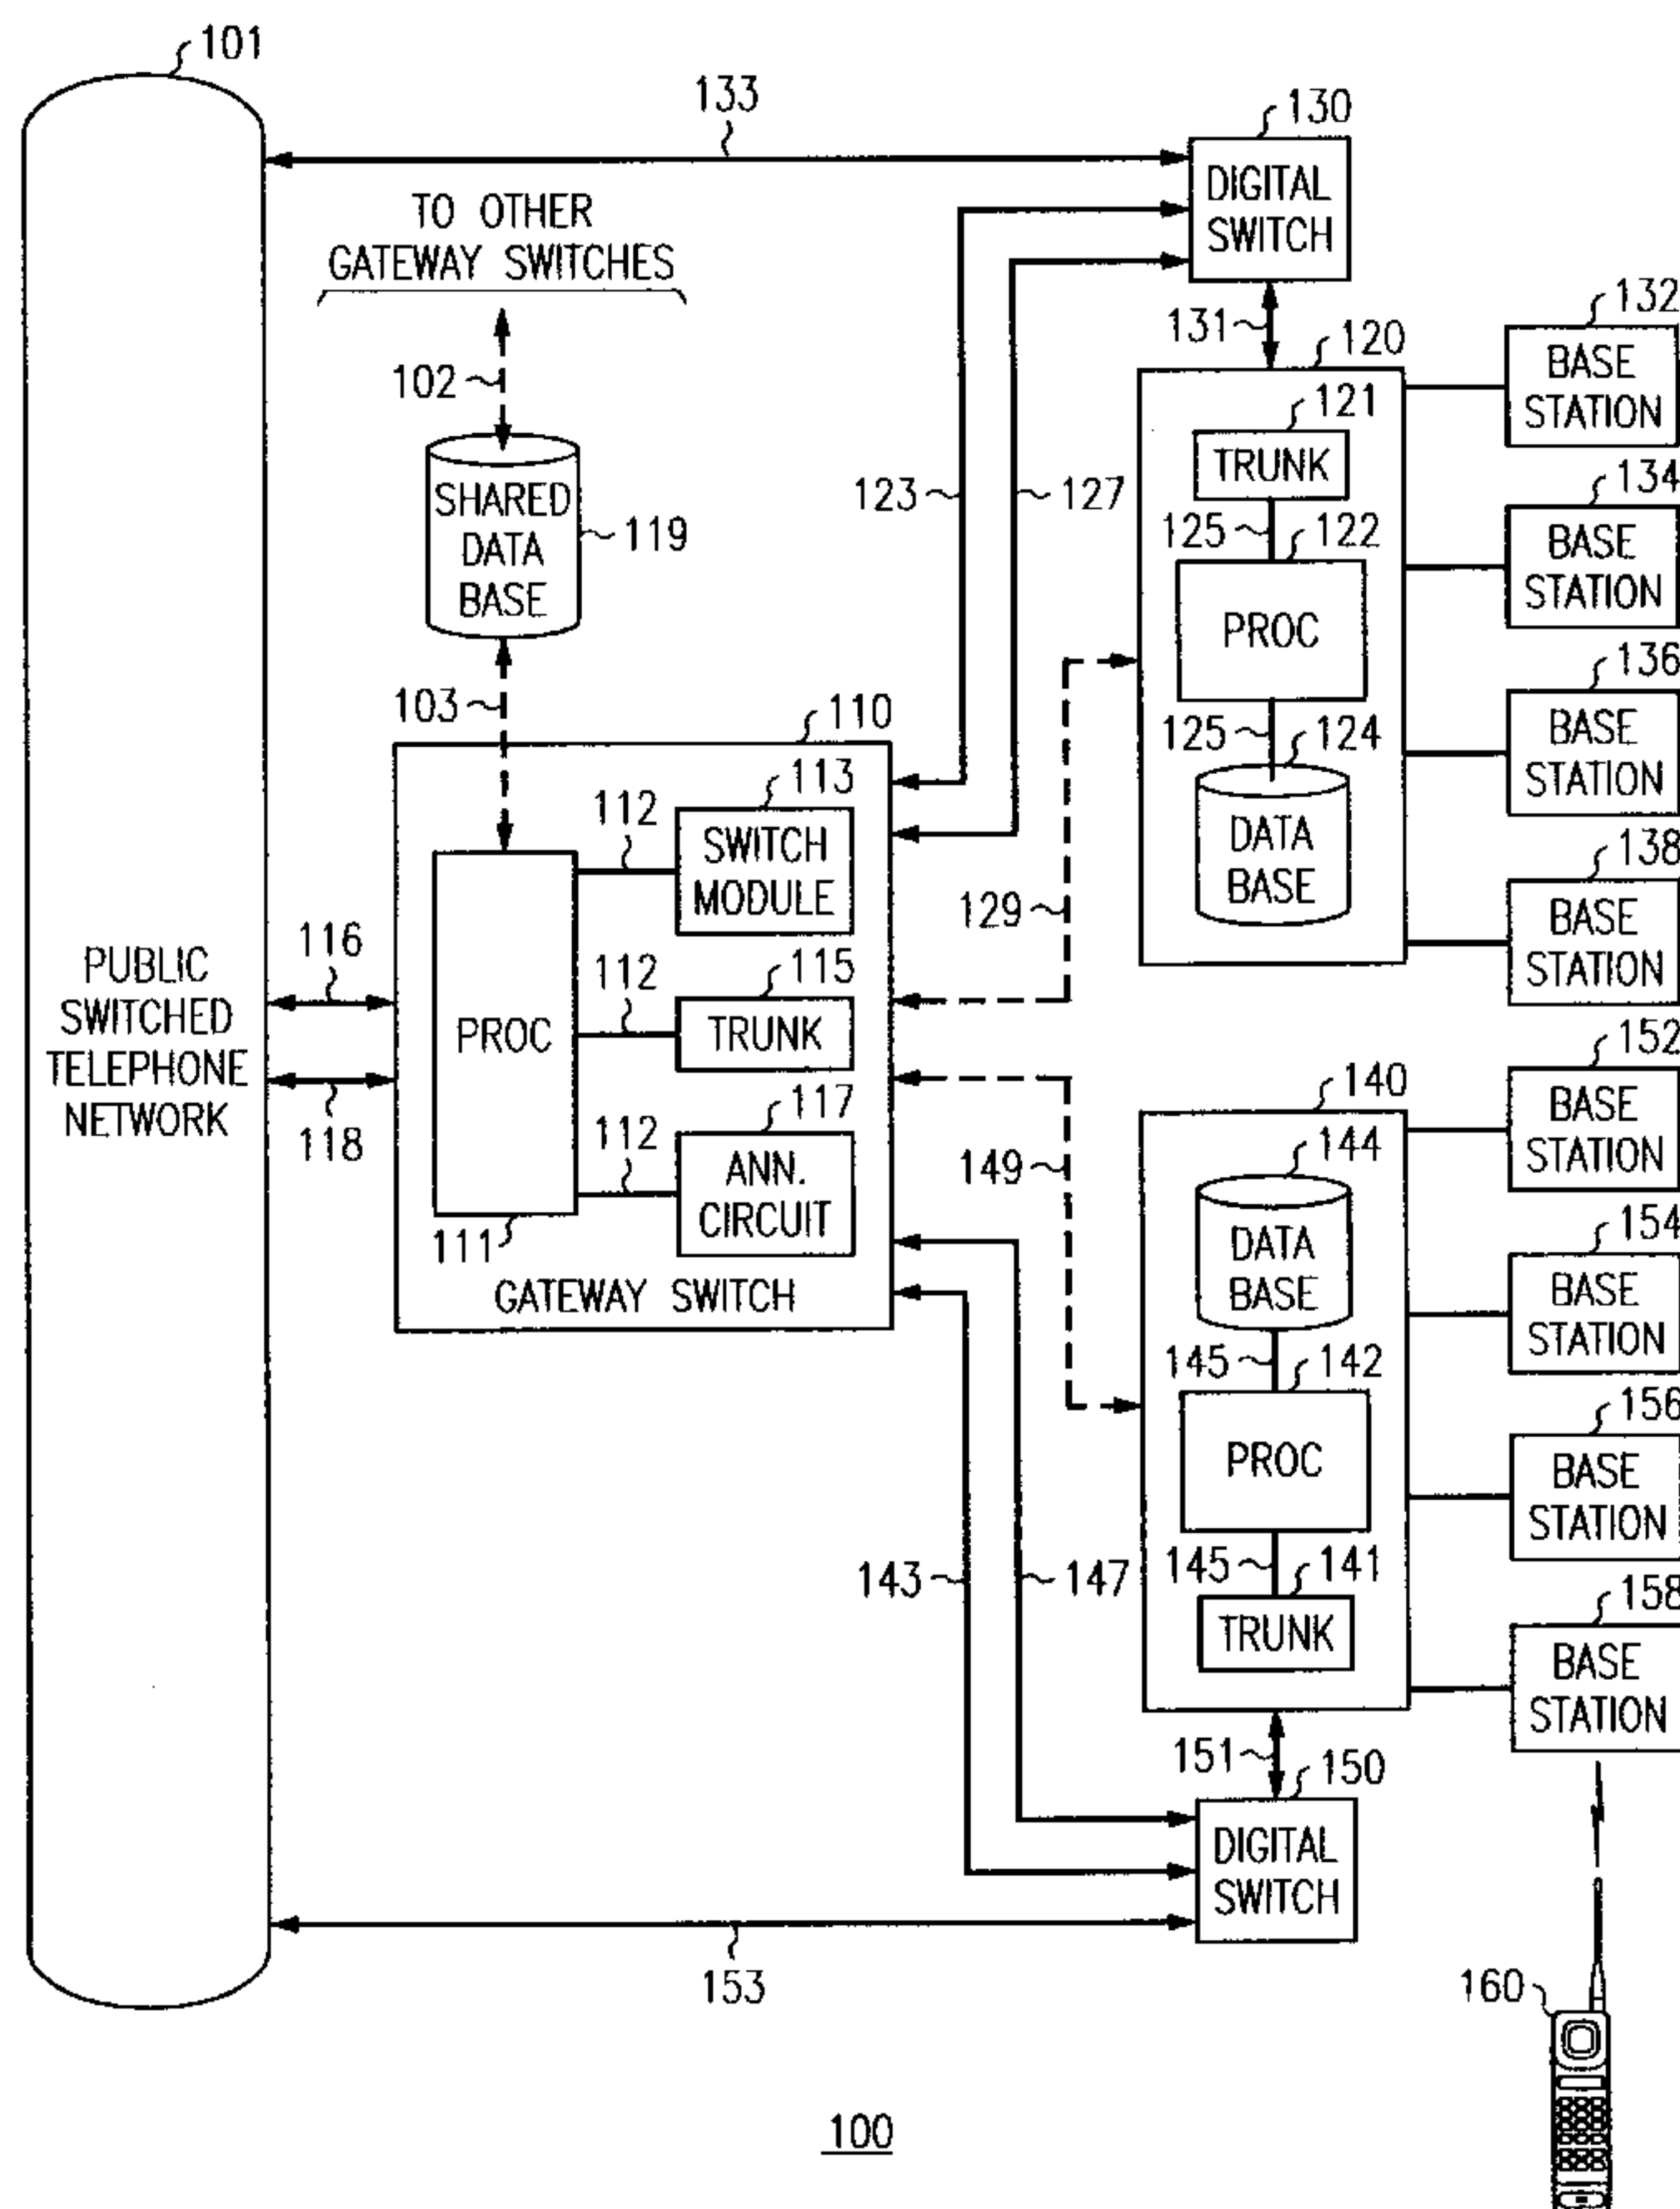 101
133
130
DIGITAL
SWITCH
TO OTHER
GATEWAY SWITCHES
102
SHARED
DATA
BASE
119
103
123
127
131
120
121
TRUNK
125
122
PROC
125
124
DATA
BASE
132
BASE
STATION
134
BASE
STATION
136
BASE
STATION
138
BASE
STATION
110
113
112
SWITCH
MODULE
112
115
TRUNK
PROC
112
117
ANN.
CIRCUIT
111
GATEWAY SWITCH
PUBLIC
SWITCHED
TELEPHONE
NETWORK
116
118
129
149
140
144
DATA
BASE
145
142
PROC
145
141
TRUNK
152
BASE
STATION
154
BASE
STATION
156
BASE
STATION
158
BASE
STATION
143
147
151
150
DIGITAL
SWITCH
153
160
100